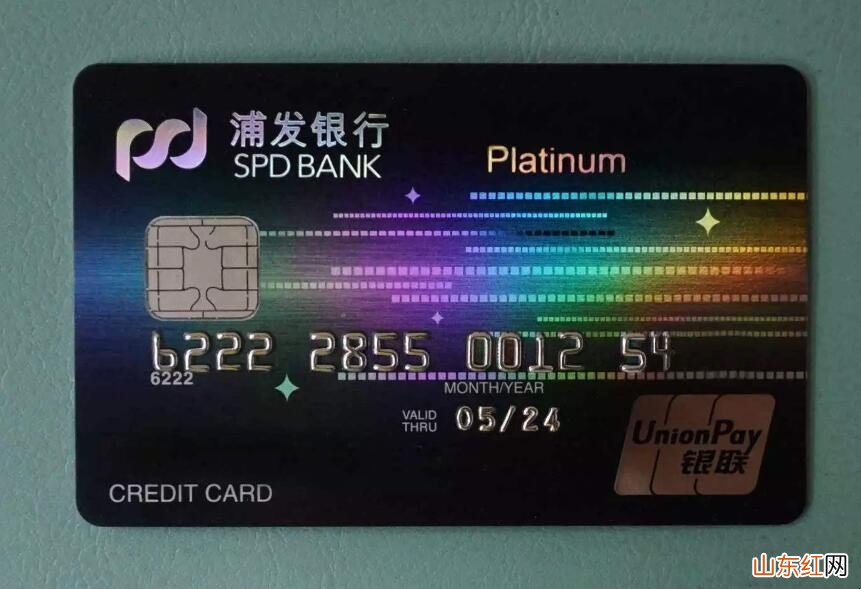 浦发银行
SPD BANK
Platinum
6222 2855 0012 54
6222
MONTH/YEAR
VALID
THRU
05/24
UnionPay
银联
CREDIT CARD
山东红网